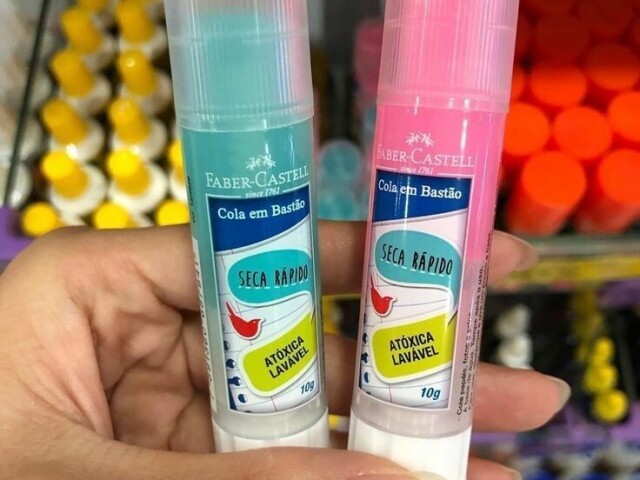 FABER-CASTELL
since 1761
Cola em Bastão
SECA RÁPIDO
ATÓXICA
LAVÁVEL
10g
FABER-CASTELL
since 1761
Cola em Bastão
SECA RÁPIDO
ATÓXICA
LAVÁVEL
10g